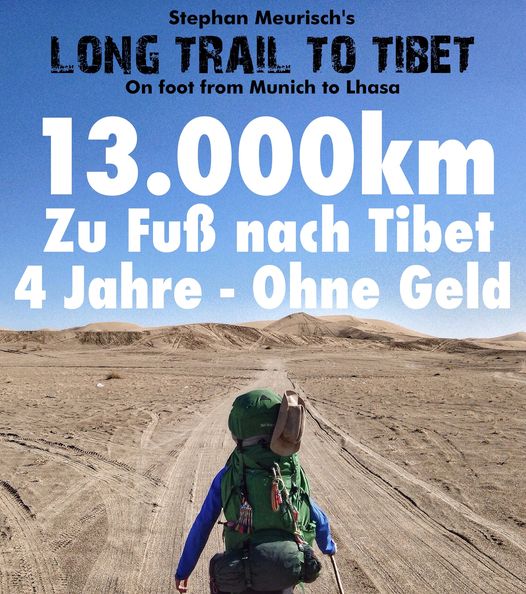 Stephan Meurisch's
LONG TRAIL TO TIBET
On foot from Munich to Lhasa
13.000km
Zu Fuß nach Tibet
4 Jahre - Ohne Geld